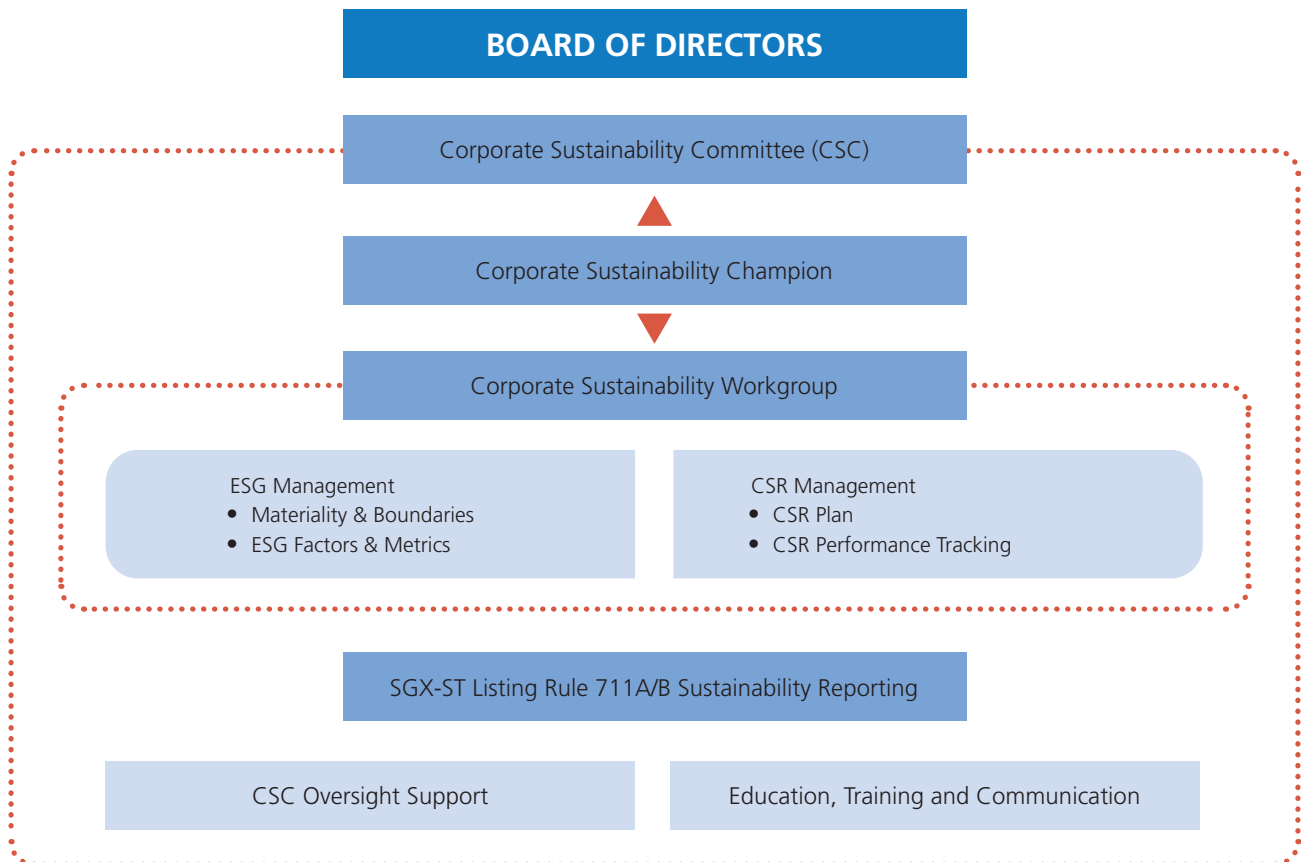 BOARD OF DIRECTORS
Corporate Sustainability Committee (CSC)
Corporate Sustainability Champion
Corporate Sustainability Workgroup
ESG Management
• Materiality & Boundaries
• ESG Factors & Metrics
CSR Management
• CSR Plan
• CSR Performance Tracking
SGX-ST Listing Rule 711A/B Sustainability Reporting
CSC Oversight Support
Education, Training and Communication